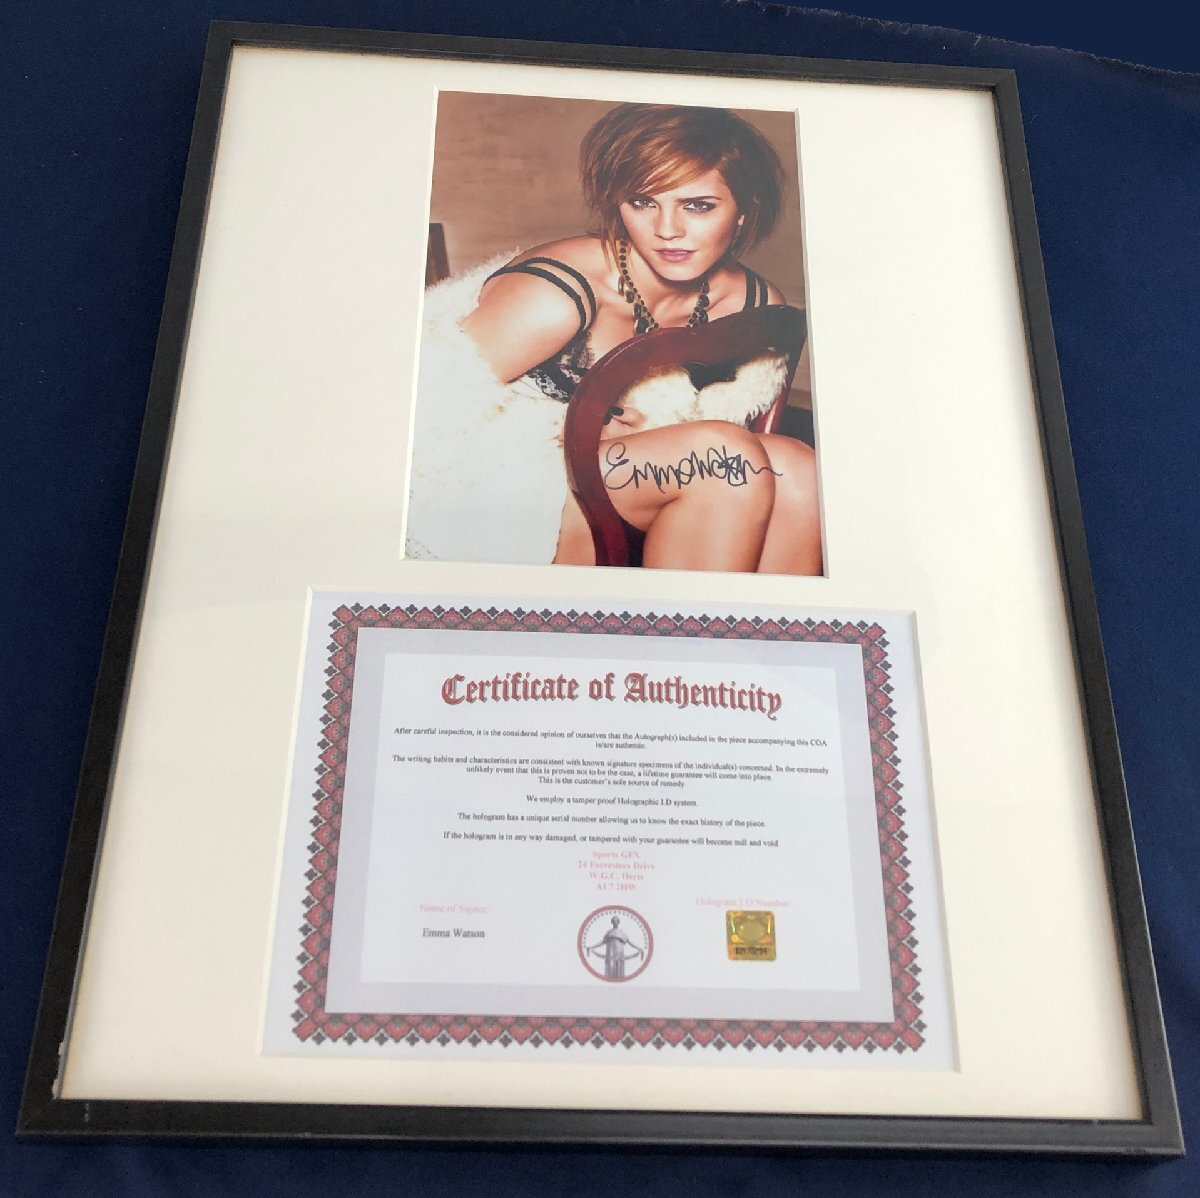 Emma Watson
Certificate of Authenticity
After careful inspection, it is the considered opinion of ourselves that the Autograph(s) included in the piece accompanying this COA
is/are authentic.
The writing habits and characteristics are consistent with known signature specimens of the individual(s) concerned. In the extremely
unlikely event that this is proven not to be the case, a lifetime guarantee will come into place.
This is the customer's sole source of remedy.
We employ a tamper proof Holographic I.D system.
The hologram has a unique serial number allowing us to know the exact history of the piece.
If the hologram is in any way damaged, or tampered with your guarantee will become null and void.
Sports GFX
24 Forresters Drive
W.G.C. Herts
AL7 2HW
Name of Signee
Hologram I.D Number
Emma Watson